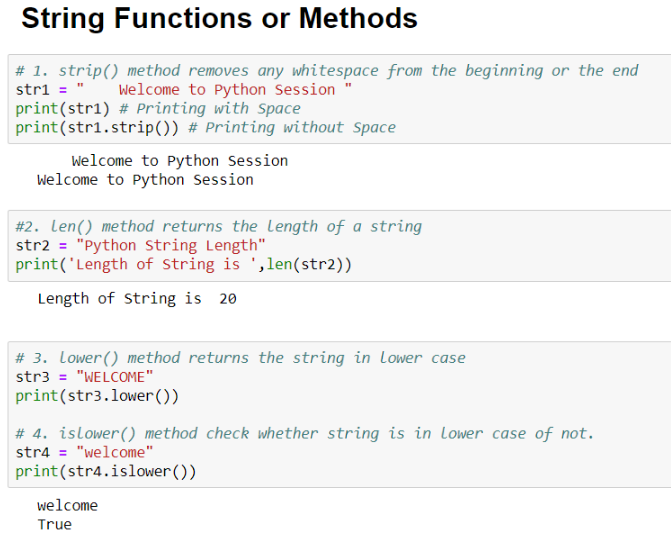 String Functions or Methods
# 1. strip() method removes any whitespace from the beginning or the end
str1 = "    Welcome to Python Session "
print(str1) # Printing with Space
print(str1.strip()) # Printing without Space
    Welcome to Python Session
Welcome to Python Session
#2. len() method returns the length of a string
str2 = "Python String Length"
print('Length of String is ',len(str2))
Length of String is  20
# 3. lower() method returns the string in lower case
str3 = "WELCOME"
print(str3.lower())
# 4. islower() method check whether string is in lower case of not.
str4 = "welcome"
print(str4.islower())
welcome
True